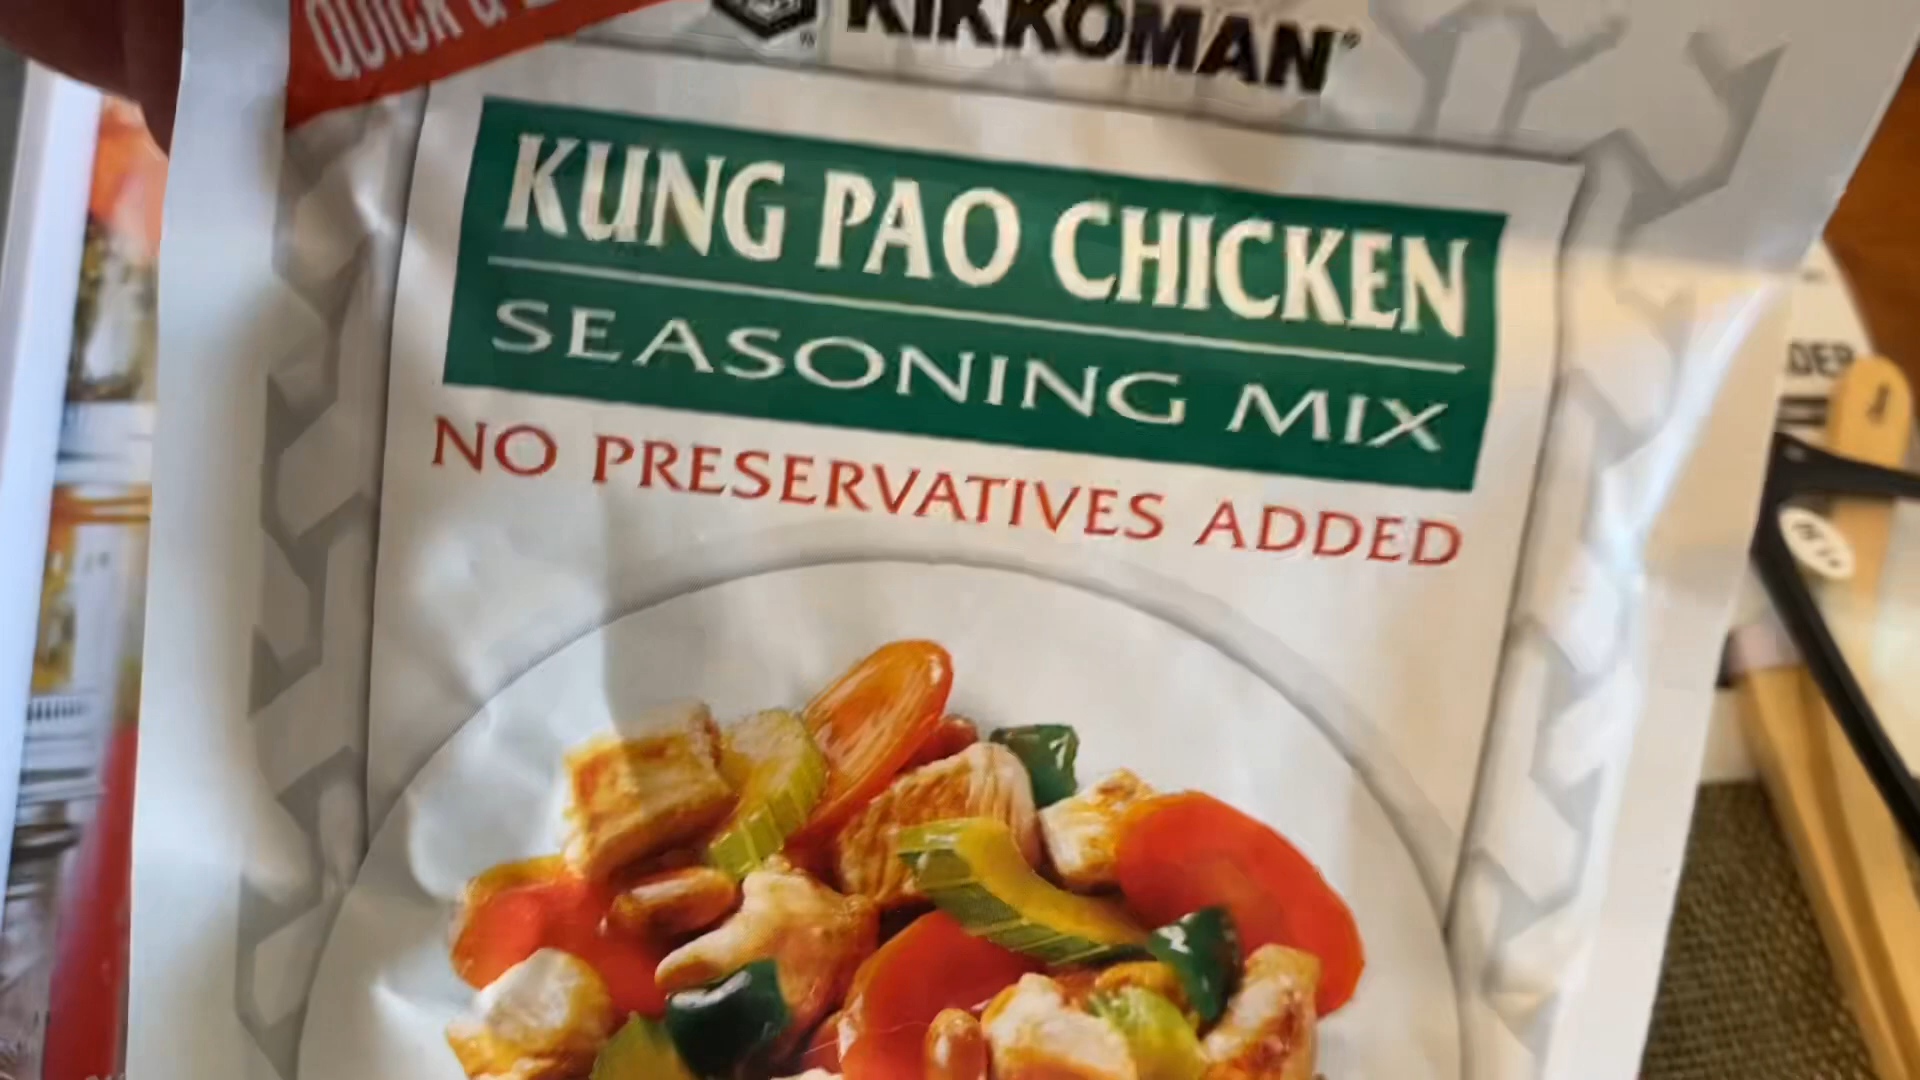 QUICK &
KIKKOMAN®
KUNG PAO CHICKEN
SEASONING MIX
NO PRESERVATIVES ADDED